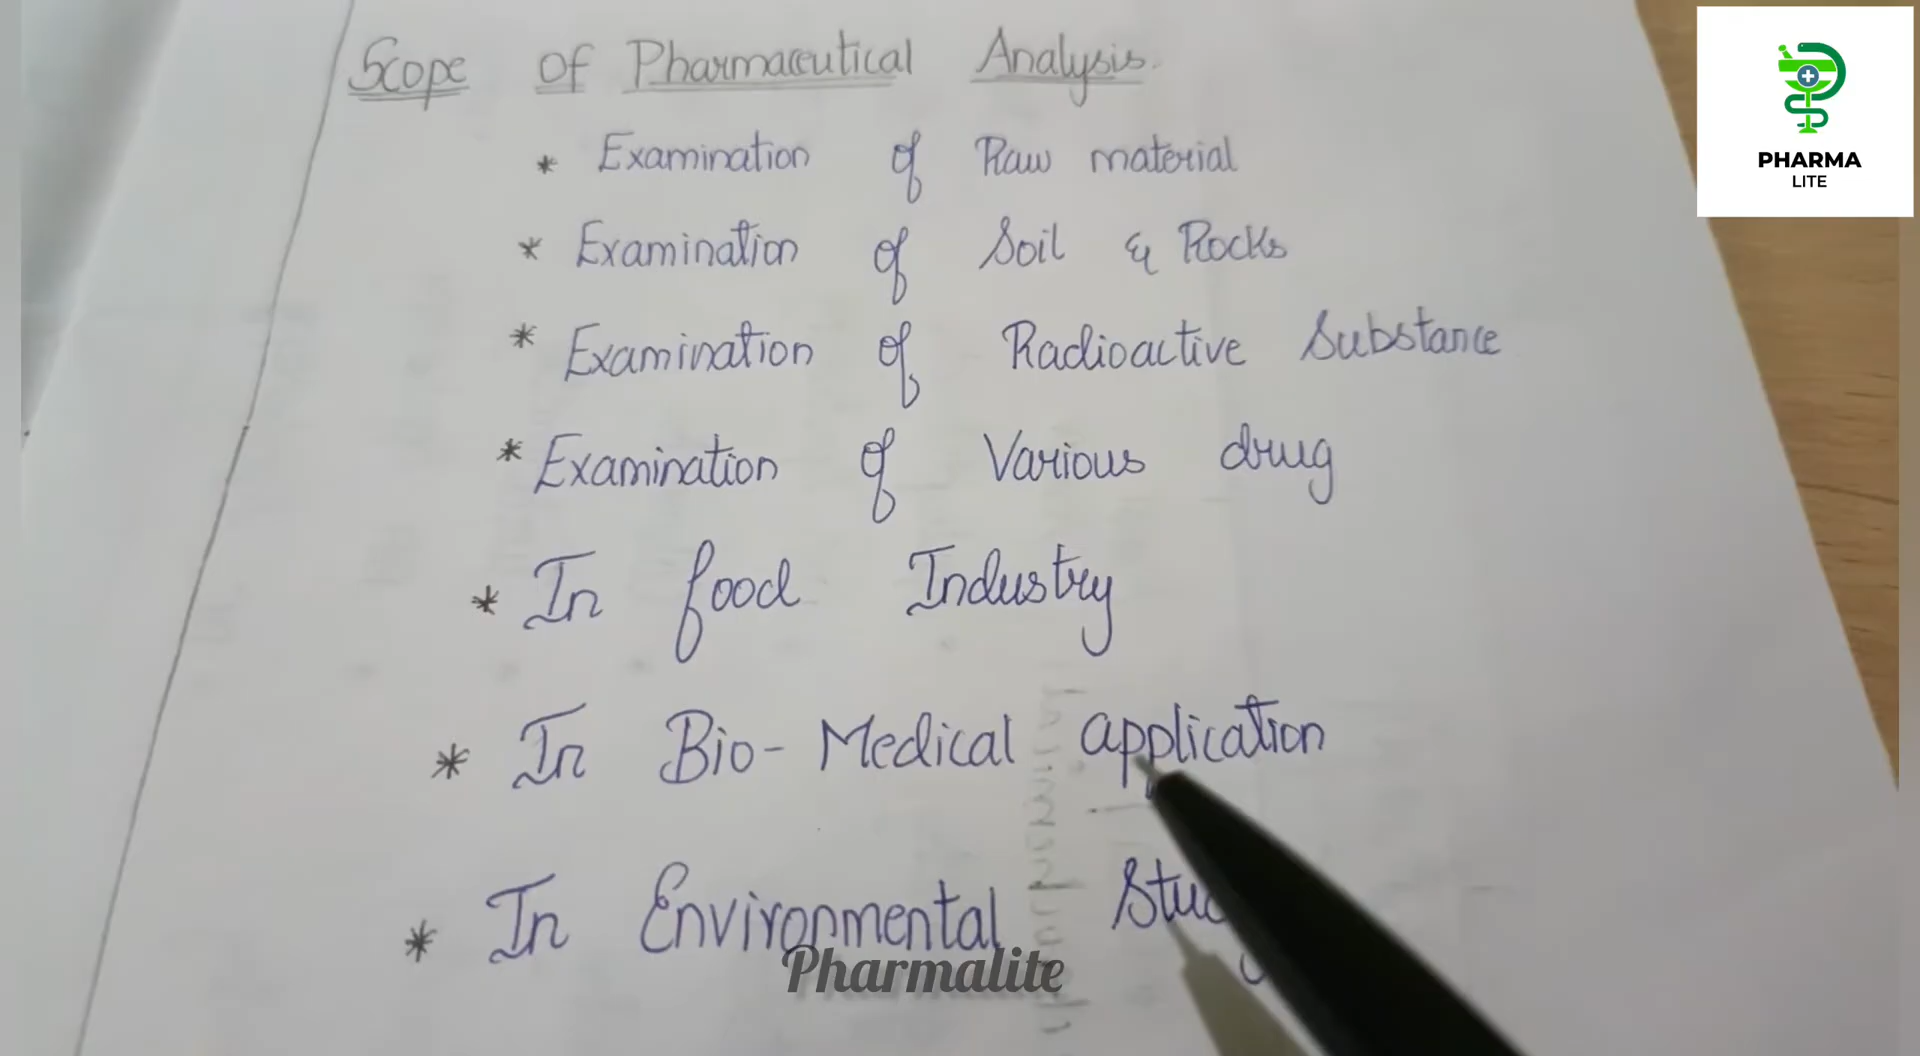 Scope of Pharmaceutical Analysis.
* Examination of Raw material
* Examination of Soil & Rocks
* Examination of Radioactive Substance
* Examination of Various drug
* In food Industry
* In Bio-Medical application
* In Environmental
Pharmalite
PHARMA
LITE